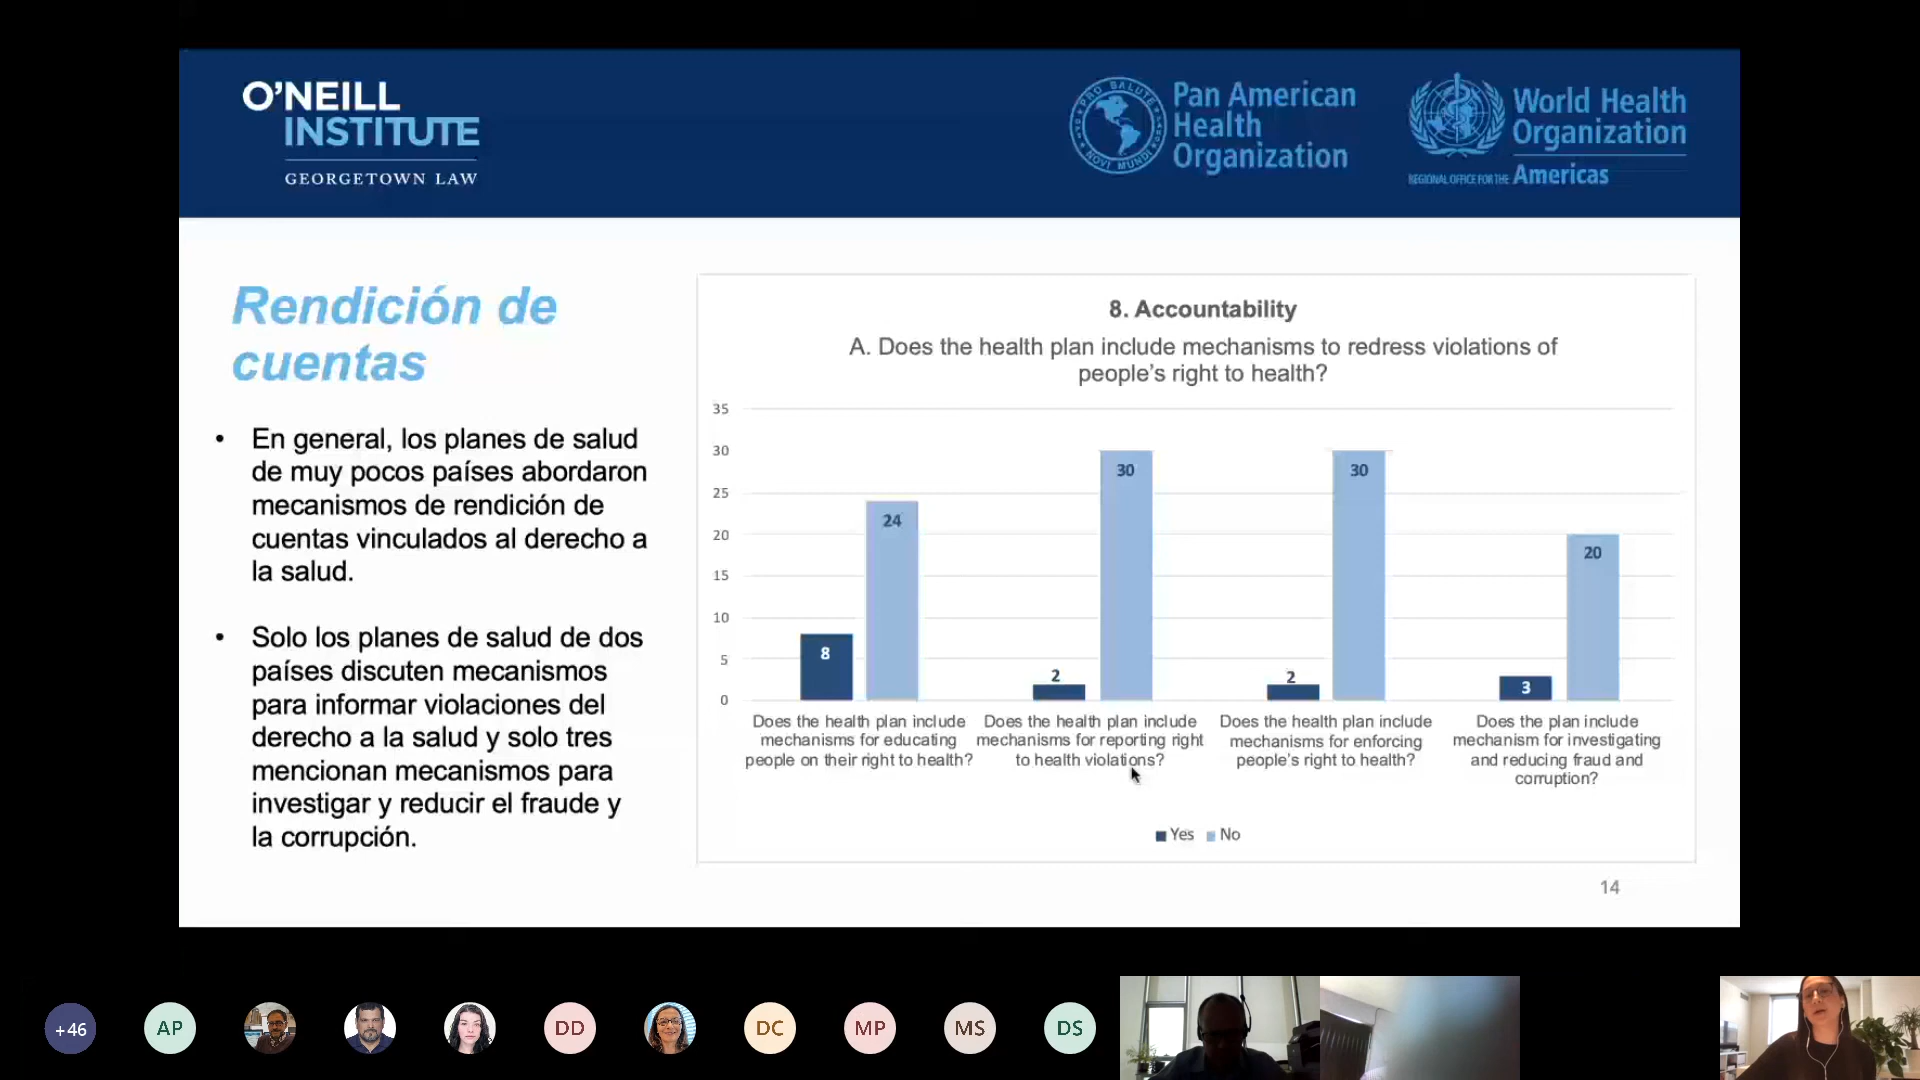 O'NEILL
INSTITUTE
GEORGETOWN LAW
PRO SALUTE
NOVI MUNDI
Pan American
Health
Organization
World Health
Organization
REGIONAL OFFICE FOR THE Americas
Rendición de
cuentas
• En general, los planes de salud
de muy pocos países abordaron
mecanismos de rendición de
cuentas vinculados al derecho a
la salud.
• Solo los planes de salud de dos
países discuten mecanismos
para informar violaciones del
derecho a la salud y solo tres
mencionan mecanismos para
investigar y reducir el fraude y
la corrupción.
8. Accountability
A. Does the health plan include mechanisms to redress violations of
people's right to health?
35
30
25
20
15
10
5
0
8
24
2
30
2
30
3
20
Does the health plan include
mechanisms for educating
people on their right to health?
Does the health plan include
mechanisms for reporting right
to health violations?
Does the health plan include
mechanisms for enforcing
people's right to health?
Does the plan include
mechanism for investigating
and reducing fraud and
corruption?
Yes No
14
+46 AP DD DC MP MS DS